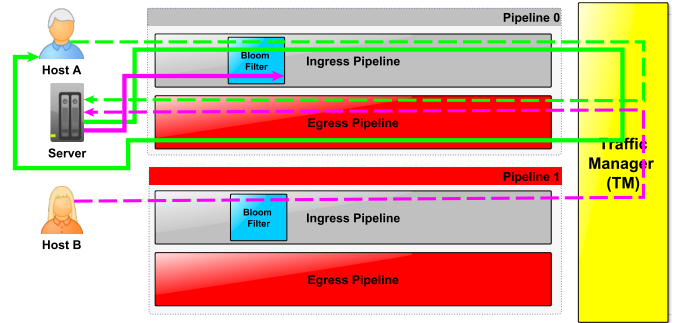 Pipeline 0
Host A
Bloom
Filter
Ingress Pipeline
Egress Pipeline
Server
Traffic
Manager
(TM)
Pipeline 1
Host B
Bloom
Filter
Ingress Pipeline
Egress Pipeline